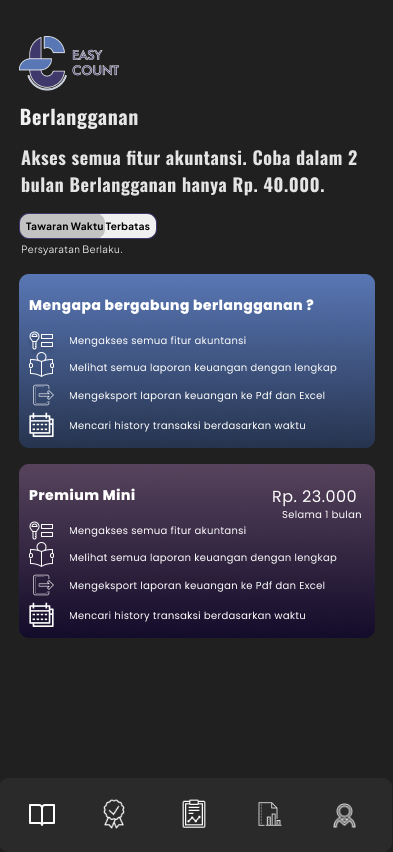 EASY
COUNT
Berlangganan
Akses semua fitur akuntansi. Coba dalam 2
bulan Berlangganan hanya Rp. 40.000.
Tawaran Waktu Terbatas
Persyaratan Berlaku.
Mengapa bergabung berlangganan ?
Mengakses semua fitur akuntansi
Melihat semua laporan keuangan dengan lengkap
Mengeksport laporan keuangan ke Pdf dan Excel
Mencari history transaksi berdasarkan waktu
Premium Mini
Rp. 23.000
Selama 1 bulan
Mengakses semua fitur akuntansi
Melihat semua laporan keuangan dengan lengkap
Mengeksport laporan keuangan ke Pdf dan Excel
Mencari history transaksi berdasarkan waktu